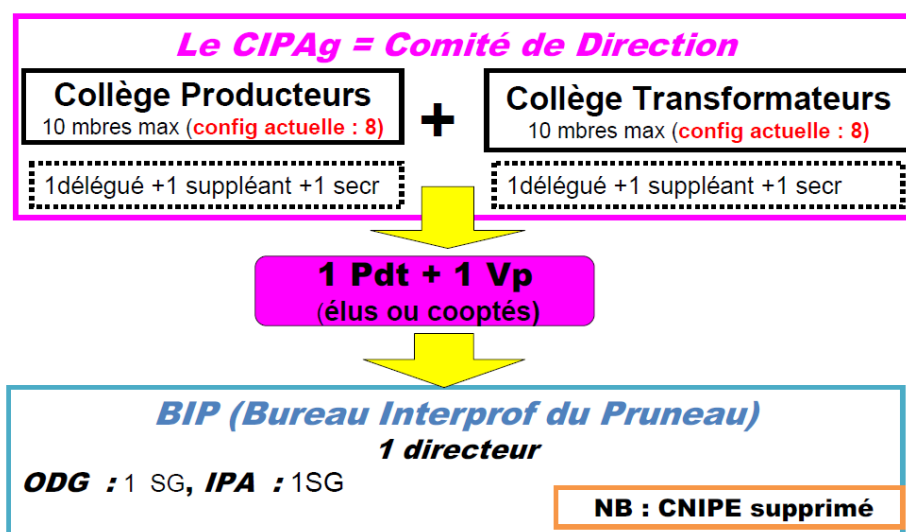 Le CIPAg = Comité de Direction
Collège Producteurs
10 mbres max (config actuelle : 8)
1délégué +1 suppléant +1 secr
+
Collège Transformateurs
10 mbres max (config actuelle : 8)
1délégué +1 suppléant +1 secr
1 Pdt + 1 Vp
(élus ou cooptés)
BIP (Bureau Interprof du Pruneau)
1 directeur
ODG : 1 SG, IPA : 1SG
NB : CNIPE supprimé